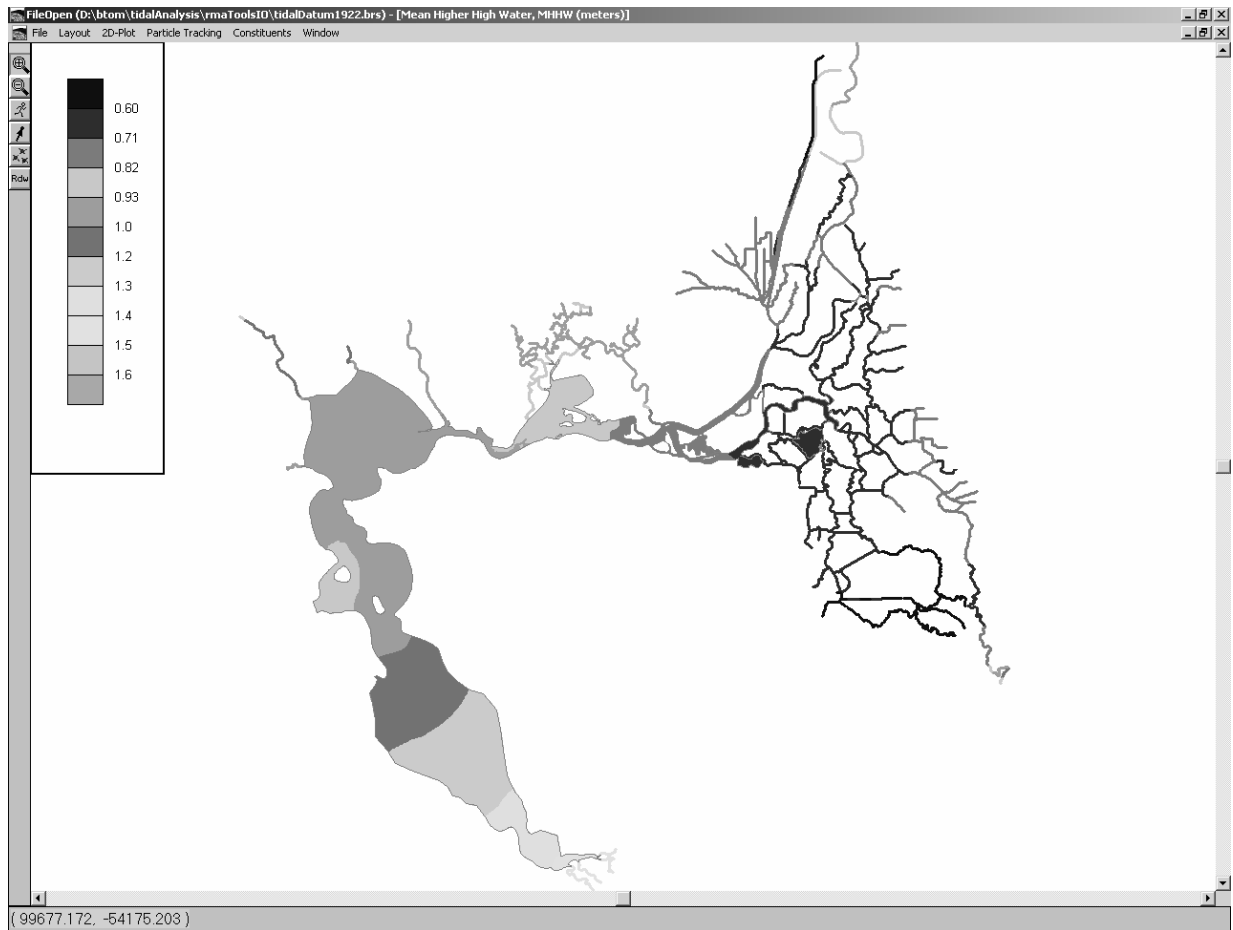 FileOpen (D:\btom\tidalAnalysis\rmaToolsIO\tidalDatum1922.brs) - [Mean Higher High Water, MHHW (meters)]
File Layout 2D-Plot Particle Tracking Constituents Window
Rdw
0.60
0.71
0.82
0.93
1.0
1.2
1.3
1.4
1.5
1.6
( 99677.172, -54175.203 )